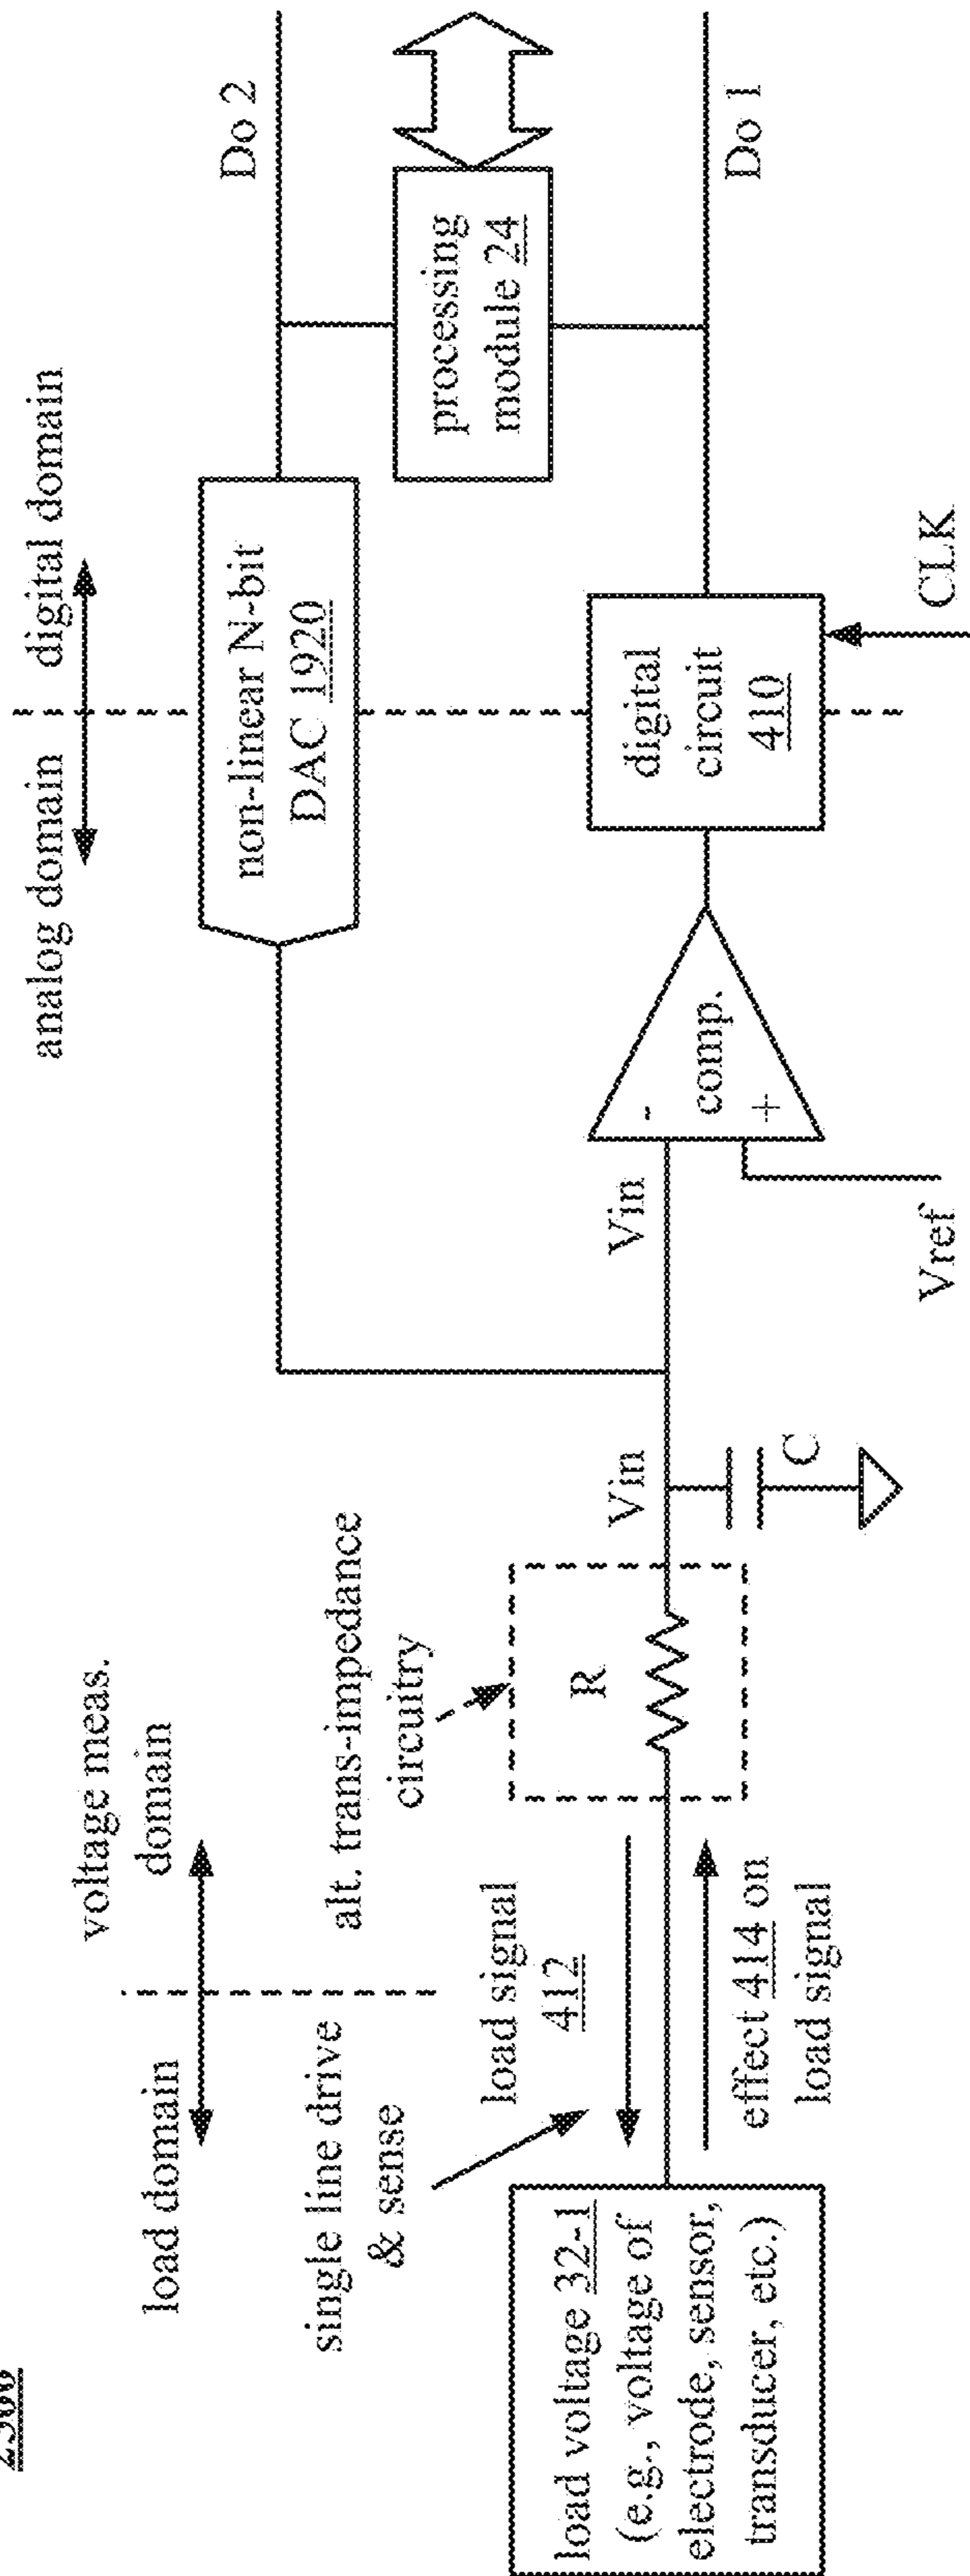 analog domain
digital domain
voltage meas.
domain
load domain
non-linear N-bit
DAC 1920
Do 2
alt. trans-impedance
circuitry
single line drive
& sense
processing
module 24
load signal
412
R
Vin
Vin
-
comp.
+
digital
circuit
410
Do 1
load voltage 32-1
(e.g., voltage of
electrode, sensor,
transducer, etc.)
effect 414 on
load signal
C
Vref
CLK